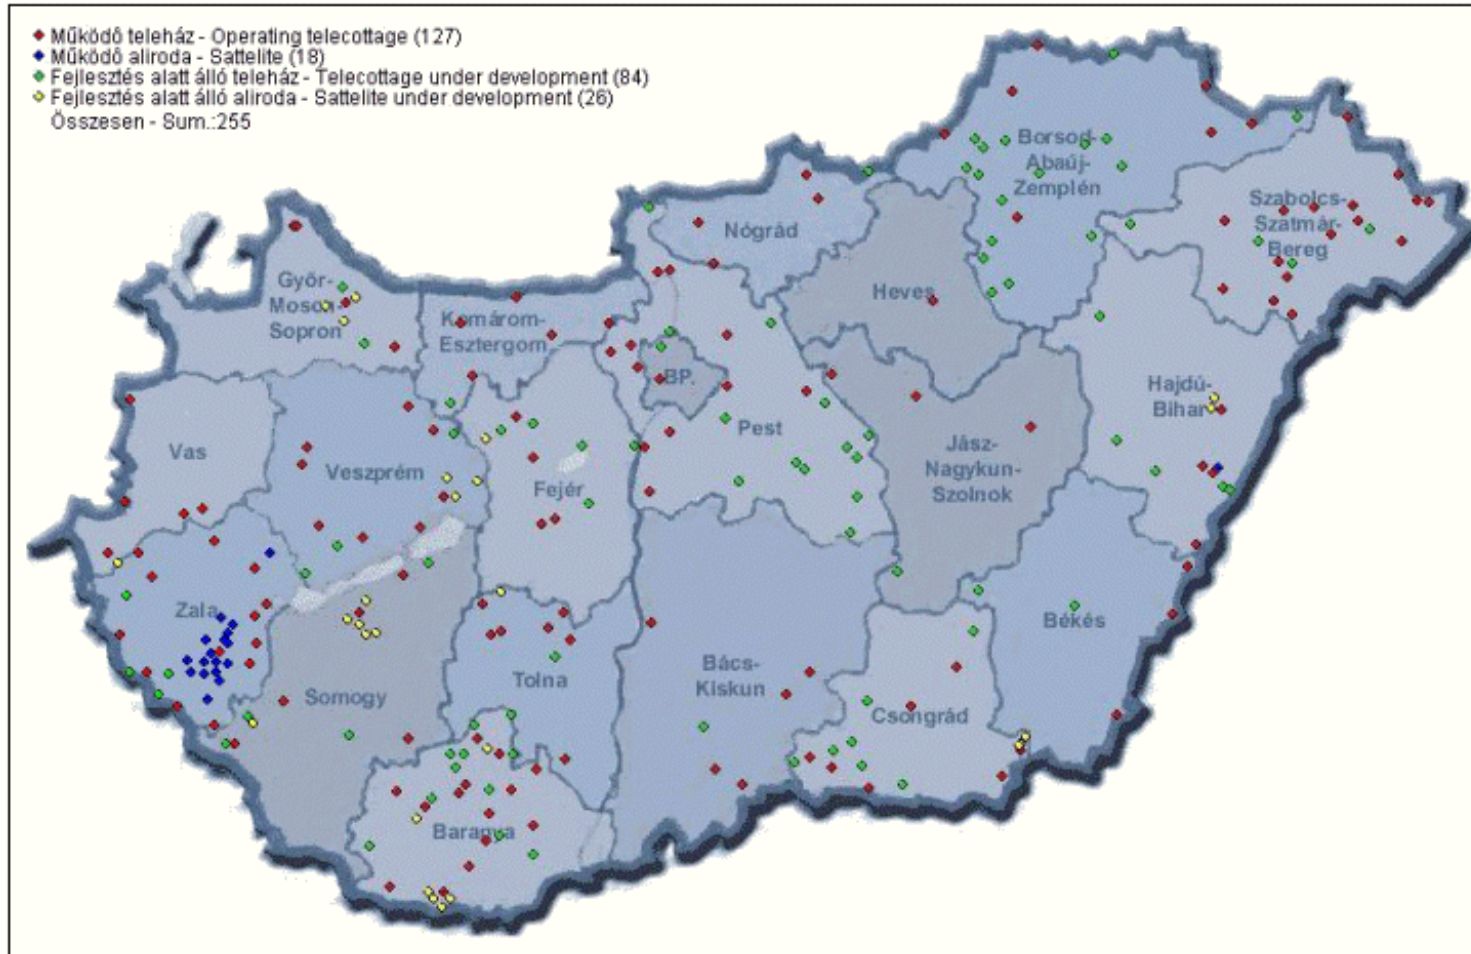 Működő teleház - Operating telecottage (127)
Működő aliroda - Sattelite (18)
Fejlesztés alatt álló teleház - Telecottage under development (84)
Fejlesztés alatt álló aliroda - Sattelite under development (26)
Összesen - Sum.:255
Borsod-
Abaúj-
Zemplén
Szabolcs-
Szatmár-
Bereg
Nógrád
Győr-
Moson-
Sopron
Heves
Komárom-
Esztergom
BP.
Hajdú-
Bihar
Pest
Vas
Veszprém
Jász-
Nagykun-
Szolnok
Fejér
Zala
Békés
Bács-
Kiskun
Tolna
Somogy
Csongrád
Baranya